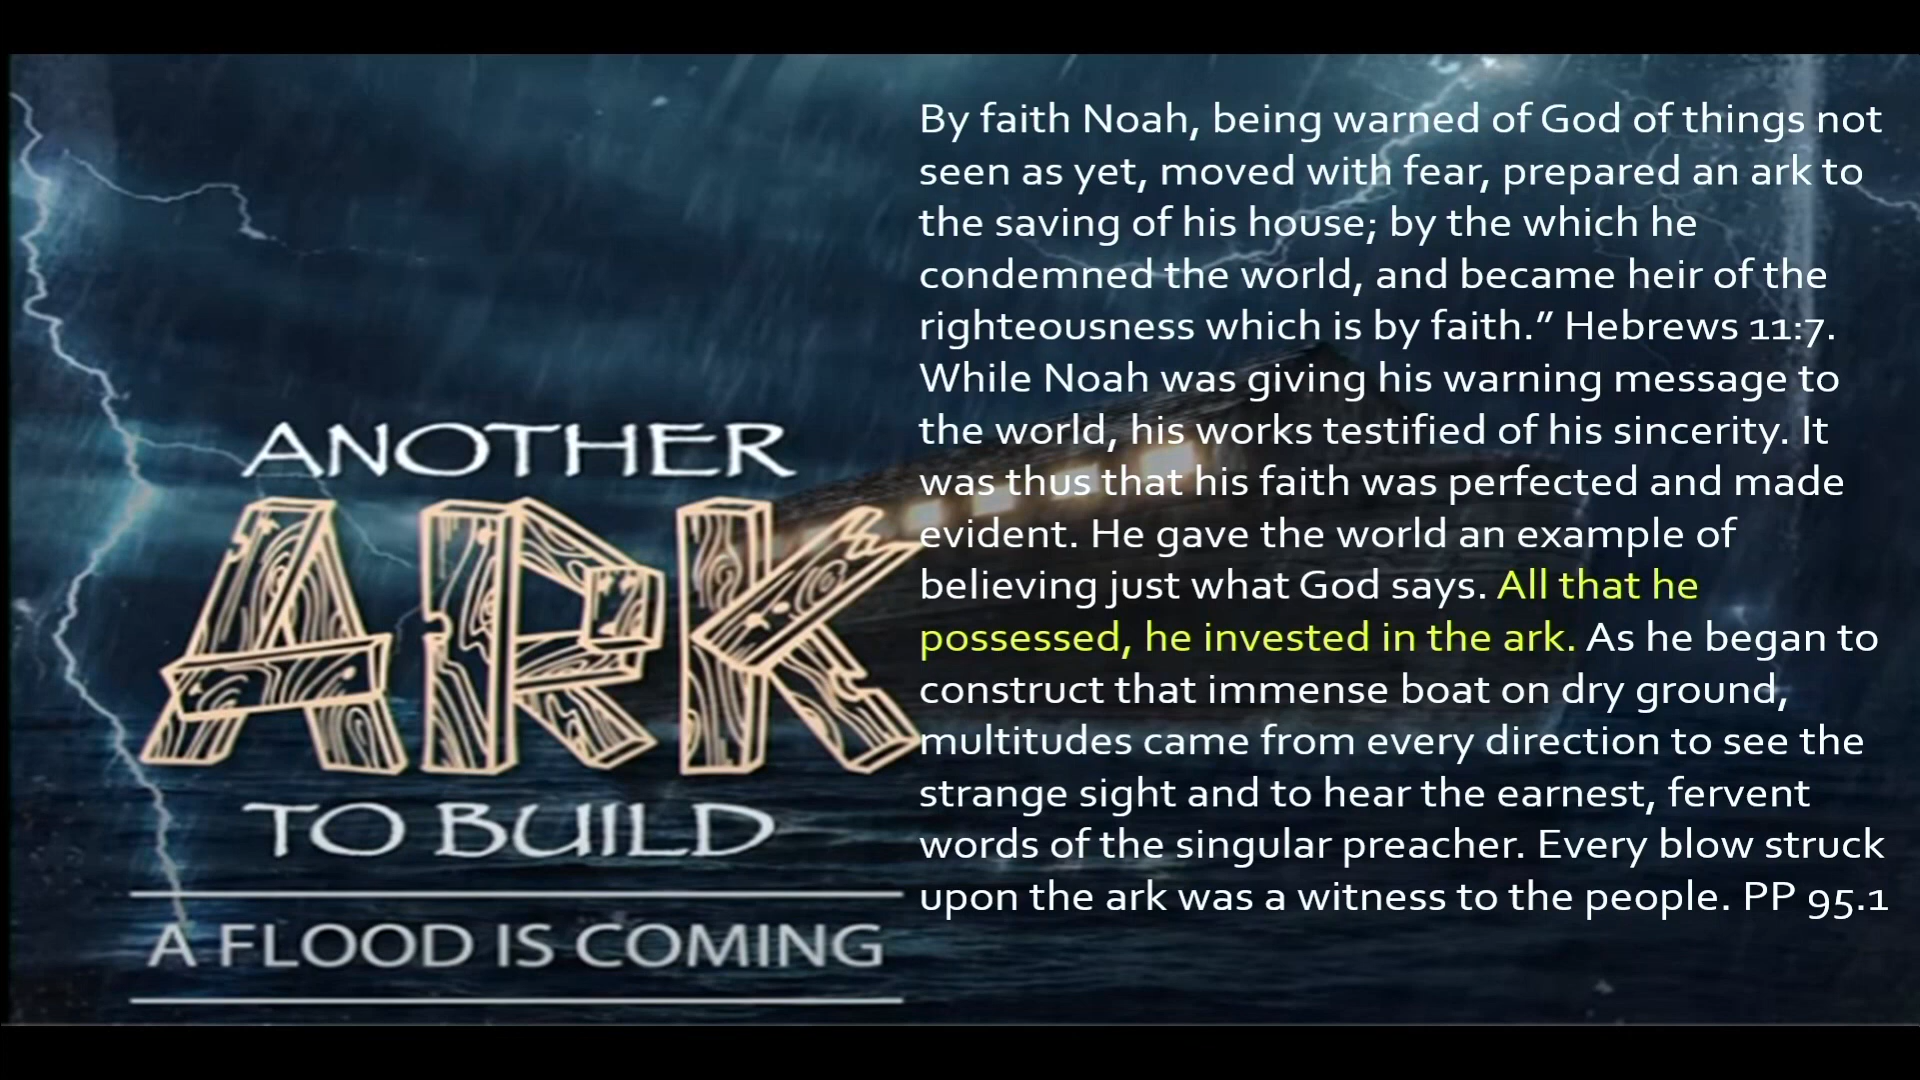 ANOTHER
ARK
TO BUILD
A FLOOD IS COMING
By faith Noah, being warned of God of things not
seen as yet, moved with fear, prepared an ark to
the saving of his house; by the which he
condemned the world, and became heir of the
righteousness which is by faith.” Hebrews 11:7.
While Noah was giving his warning message to
the world, his works testified of his sincerity. It
was thus that his faith was perfected and made
evident. He gave the world an example of
believing just what God says. All that he
possessed, he invested in the ark. As he began to
construct that immense boat on dry ground,
multitudes came from every direction to see the
strange sight and to hear the earnest, fervent
words of the singular preacher. Every blow struck
upon the ark was a witness to the people. PP 95.1